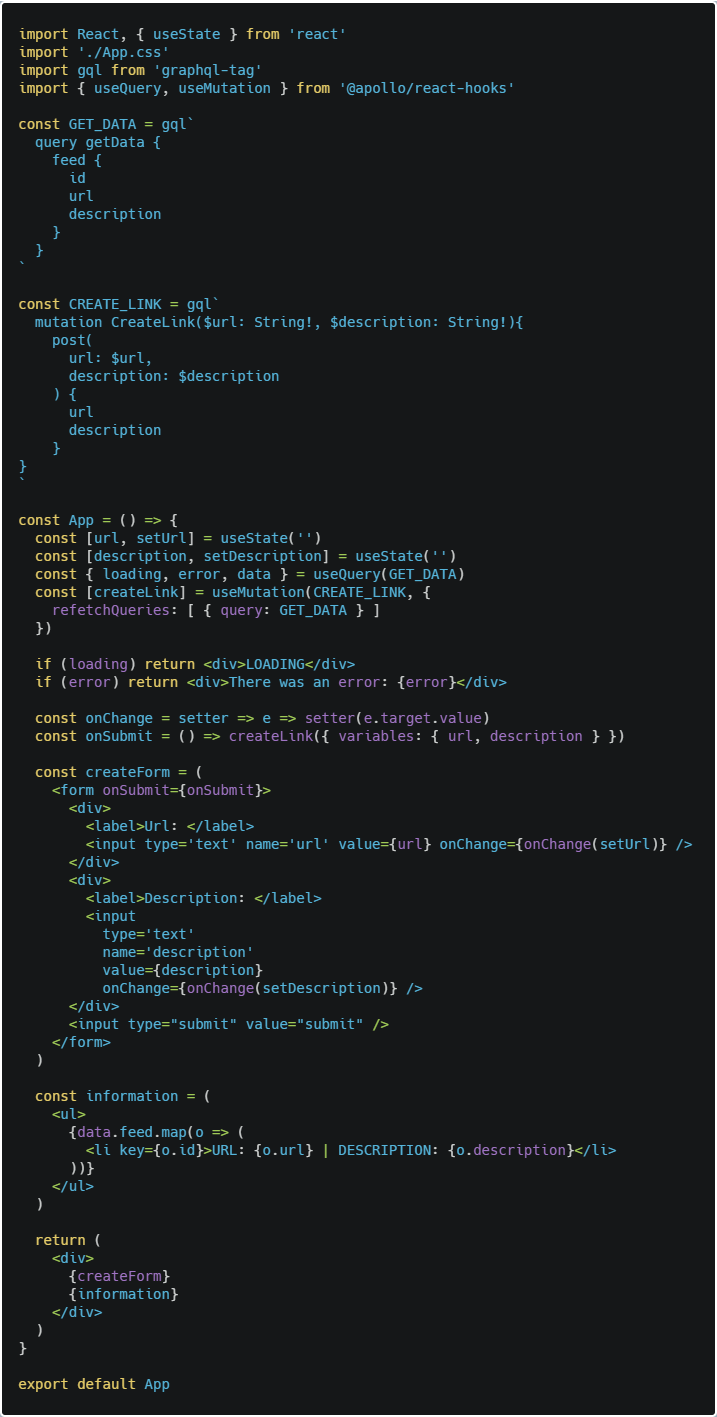 import React, { useState } from 'react'
import './App.css'
import gql from 'graphql-tag'
import { useQuery, useMutation } from '@apollo/react-hooks'

const GET_DATA = gql`
  query getData {
    feed {
      id
      url
      description
    }
  }
`

const CREATE_LINK = gql`
  mutation CreateLink($url: String!, $description: String!){
    post(
      url: $url,
      description: $description
    ) {
      url
      description
    }
}
`

const App = () => {
  const [url, setUrl] = useState('')
  const [description, setDescription] = useState('')
  const { loading, error, data } = useQuery(GET_DATA)
  const [createLink] = useMutation(CREATE_LINK, {
    refetchQueries: [ { query: GET_DATA } ]
  })

  if (loading) return <div>LOADING</div>
  if (error) return <div>There was an error: {error}</div>

  const onChange = setter => e => setter(e.target.value)
  const onSubmit = () => createLink({ variables: { url, description } })

  const createForm = (
    <form onSubmit={onSubmit}>
      <div>
        <label>Url: </label>
        <input type='text' name='url' value={url} onChange={onChange(setUrl)} />
      </div>
      <div>
        <label>Description: </label>
        <input
          type='text'
          name='description'
          value={description}
          onChange={onChange(setDescription)} />
      </div>
      <input type="submit" value="submit" />
    </form>
  )

  const information = (
    <ul>
      {data.feed.map(o => (
        <li key={o.id}>URL: {o.url} | DESCRIPTION: {o.description}</li>
      ))}
    </ul>
  )

  return (
    <div>
      {createForm}
      {information}
    </div>
  )
}

export default App